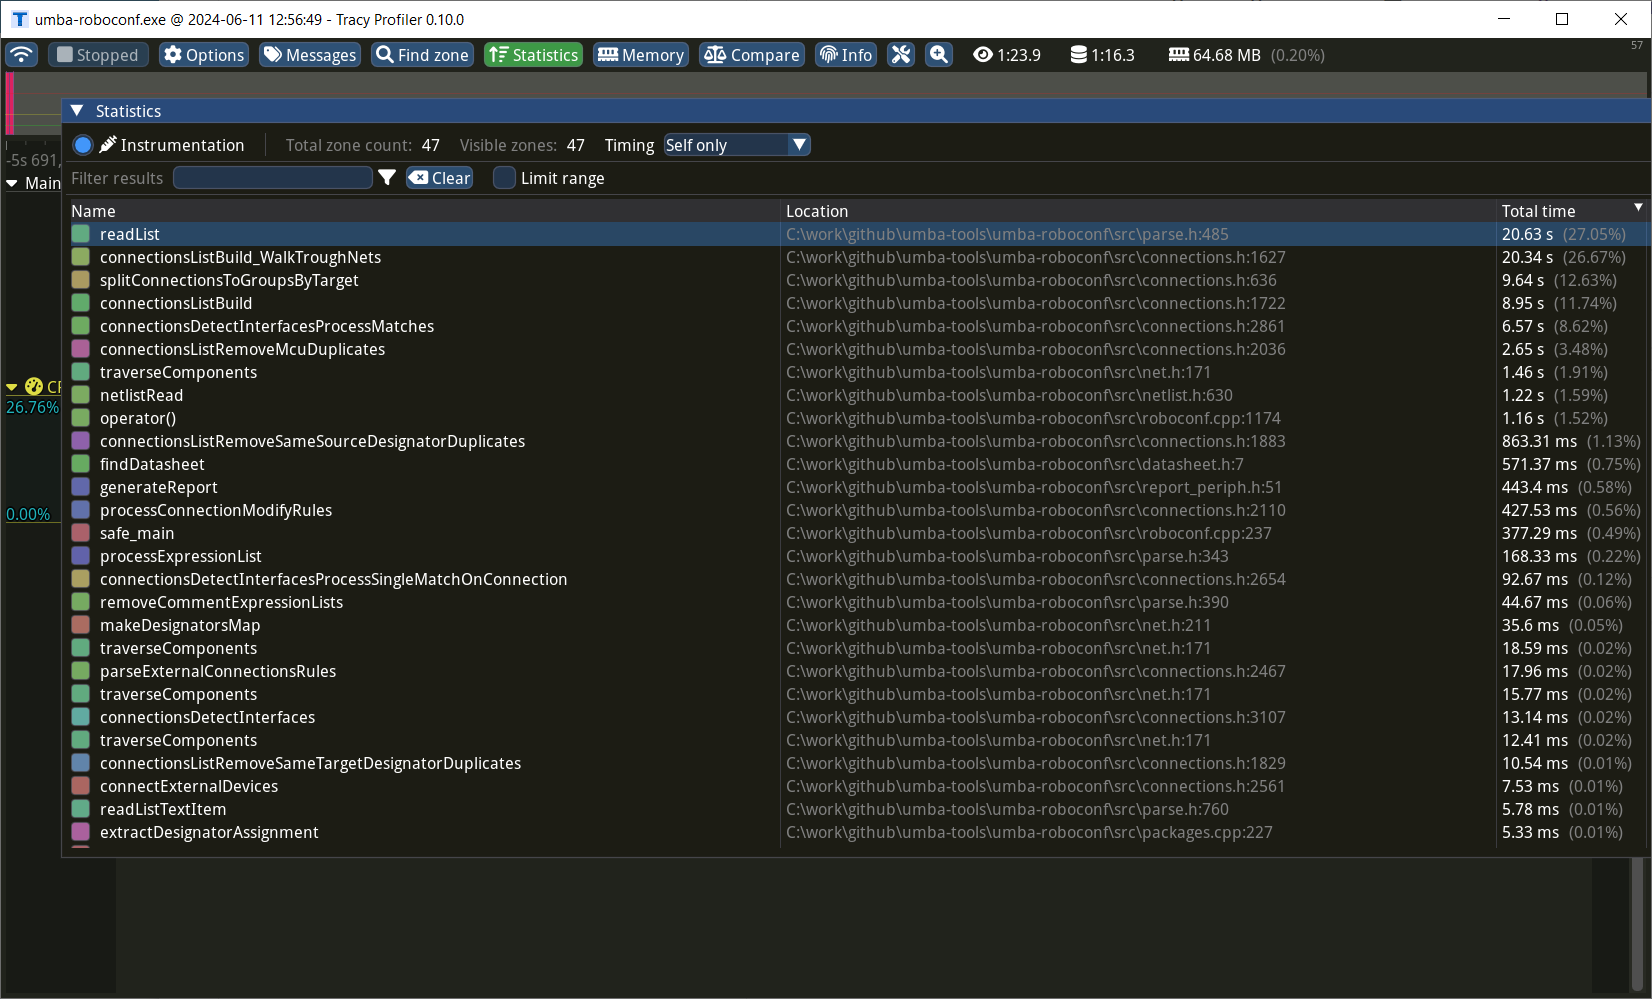 umba-roboconf.exe @ 2024-06-11 12:56:49 - Tracy Profiler 0.10.0
Stopped Options Messages Find zone Statistics Memory Compare Info 1:23.9 1:16.3 64.68 MB (0.20%) 57
Statistics
Instrumentation Total zone count: 47 Visible zones: 47 Timing Self only
-5s 691,
Filter results Clear Limit range
Main
Name Location Total time
readList C:\work\github\umba-tools\umba-roboconf\src\parse.h:485 20.63 s (27.05%)
connectionsListBuild_WalkTroughNets C:\work\github\umba-tools\umba-roboconf\src\connections.h:1627 20.34 s (26.67%)
splitConnectionsToGroupsByTarget C:\work\github\umba-tools\umba-roboconf\src\connections.h:636 9.64 s (12.63%)
connectionsListBuild C:\work\github\umba-tools\umba-roboconf\src\connections.h:1722 8.95 s (11.74%)
connectionsDetectInterfacesProcessMatches C:\work\github\umba-tools\umba-roboconf\src\connections.h:2861 6.57 s (8.62%)
connectionsListRemoveMcuDuplicates C:\work\github\umba-tools\umba-roboconf\src\connections.h:2036 2.65 s (3.48%)
traverseComponents C:\work\github\umba-tools\umba-roboconf\src\net.h:171 1.46 s (1.91%)
CP
netlistRead C:\work\github\umba-tools\umba-roboconf\src\netlist.h:630 1.22 s (1.59%)
26.76%
operator() C:\work\github\umba-tools\umba-roboconf\src\roboconf.cpp:1174 1.16 s (1.52%)
connectionsListRemoveSameSourceDesignatorDuplicates C:\work\github\umba-tools\umba-roboconf\src\connections.h:1883 863.31 ms (1.13%)
findDatasheet C:\work\github\umba-tools\umba-roboconf\src\datasheet.h:7 571.37 ms (0.75%)
generateReport C:\work\github\umba-tools\umba-roboconf\src\report_periph.h:51 443.4 ms (0.58%)
0.00%
processConnectionModifyRules C:\work\github\umba-tools\umba-roboconf\src\connections.h:2110 427.53 ms (0.56%)
safe_main C:\work\github\umba-tools\umba-roboconf\src\roboconf.cpp:237 377.29 ms (0.49%)
processExpressionList C:\work\github\umba-tools\umba-roboconf\src\parse.h:343 168.33 ms (0.22%)
connectionsDetectInterfacesProcessSingleMatchOnConnection C:\work\github\umba-tools\umba-roboconf\src\connections.h:2654 92.67 ms (0.12%)
removeCommentExpressionLists C:\work\github\umba-tools\umba-roboconf\src\parse.h:390 44.67 ms (0.06%)
makeDesignatorsMap C:\work\github\umba-tools\umba-roboconf\src\net.h:211 35.6 ms (0.05%)
traverseComponents C:\work\github\umba-tools\umba-roboconf\src\net.h:171 18.59 ms (0.02%)
parseExternalConnectionsRules C:\work\github\umba-tools\umba-roboconf\src\connections.h:2467 17.96 ms (0.02%)
traverseComponents C:\work\github\umba-tools\umba-roboconf\src\net.h:171 15.77 ms (0.02%)
connectionsDetectInterfaces C:\work\github\umba-tools\umba-roboconf\src\connections.h:3107 13.14 ms (0.02%)
traverseComponents C:\work\github\umba-tools\umba-roboconf\src\net.h:171 12.41 ms (0.02%)
connectionsListRemoveSameTargetDesignatorDuplicates C:\work\github\umba-tools\umba-roboconf\src\connections.h:1829 10.54 ms (0.01%)
connectExternalDevices C:\work\github\umba-tools\umba-roboconf\src\connections.h:2561 7.53 ms (0.01%)
readListTextItem C:\work\github\umba-tools\umba-roboconf\src\parse.h:760 5.78 ms (0.01%)
extractDesignatorAssignment C:\work\github\umba-tools\umba-roboconf\src\packages.cpp:227 5.33 ms (0.01%)